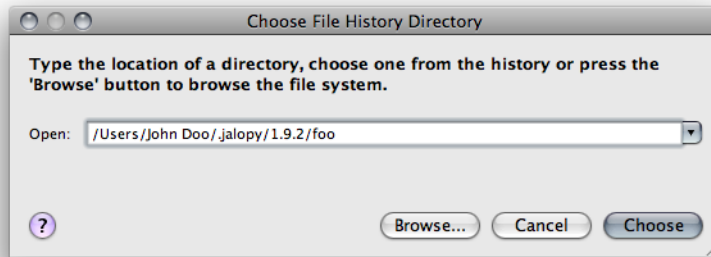 Choose File History Directory
Type the location of a directory, choose one from the history or press the
'Browse' button to browse the file system.
Open: /Users/John Doo/.jalopy/1.9.2/foo
? Browse... Cancel Choose